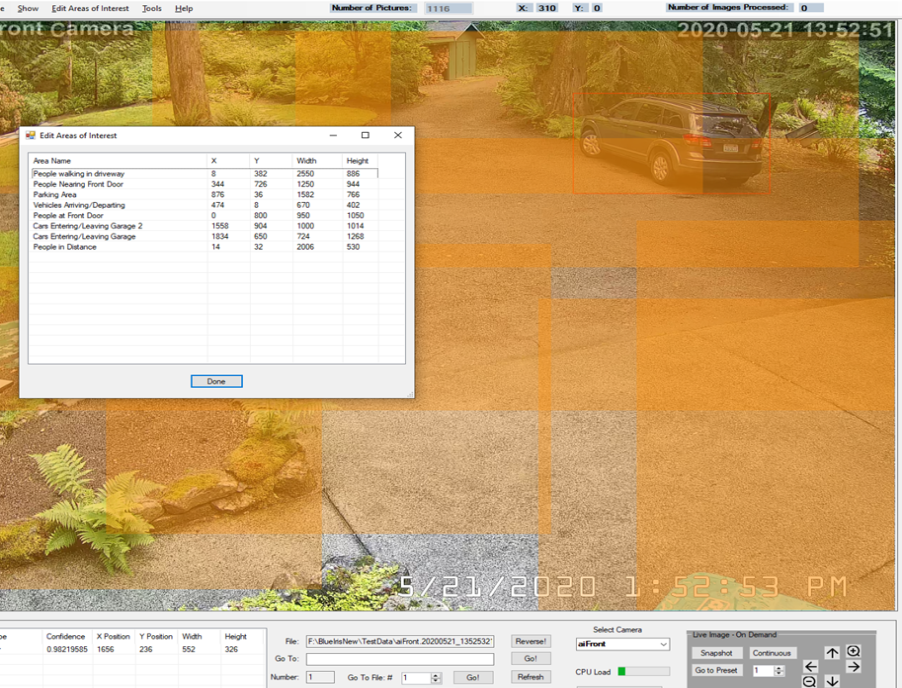 e Show Edit Areas of Interest Tools Help Number of Pictures: 1116 X: 310 Y: 0 Number of Images Processed: 0
ront Camera 2020-05-21 13:52:51
Edit Areas of Interest
Area Name X Y Width Height
People walking in driveway 8 382 2550 886
People Nearing Front Door 344 726 1250 944
Parking Area 876 36 1582 766
Vehicles Arriving/Departing 474 8 670 402
People at Front Door 0 800 950 1050
Cars Entering/Leaving Garage 2 1558 904 1000 1014
Cars Entering/Leaving Garage 1834 650 724 1268
People in Distance 14 32 2006 530
Done
5/21/2020 1:52:53 PM
pe Confidence X Position Y Position Width Height
0.98219585 1656 236 552 326
File: F:\BlueIrisNew\TestData\aiFront.20200521_1352532 Reverse!
Go To: Go!
Number: 1 Go To File: # 1 Go! Refresh
Select Camera
aiFront
CPU Load
Live Image - On Demand
Snapshot Continuous
Go to Preset 1